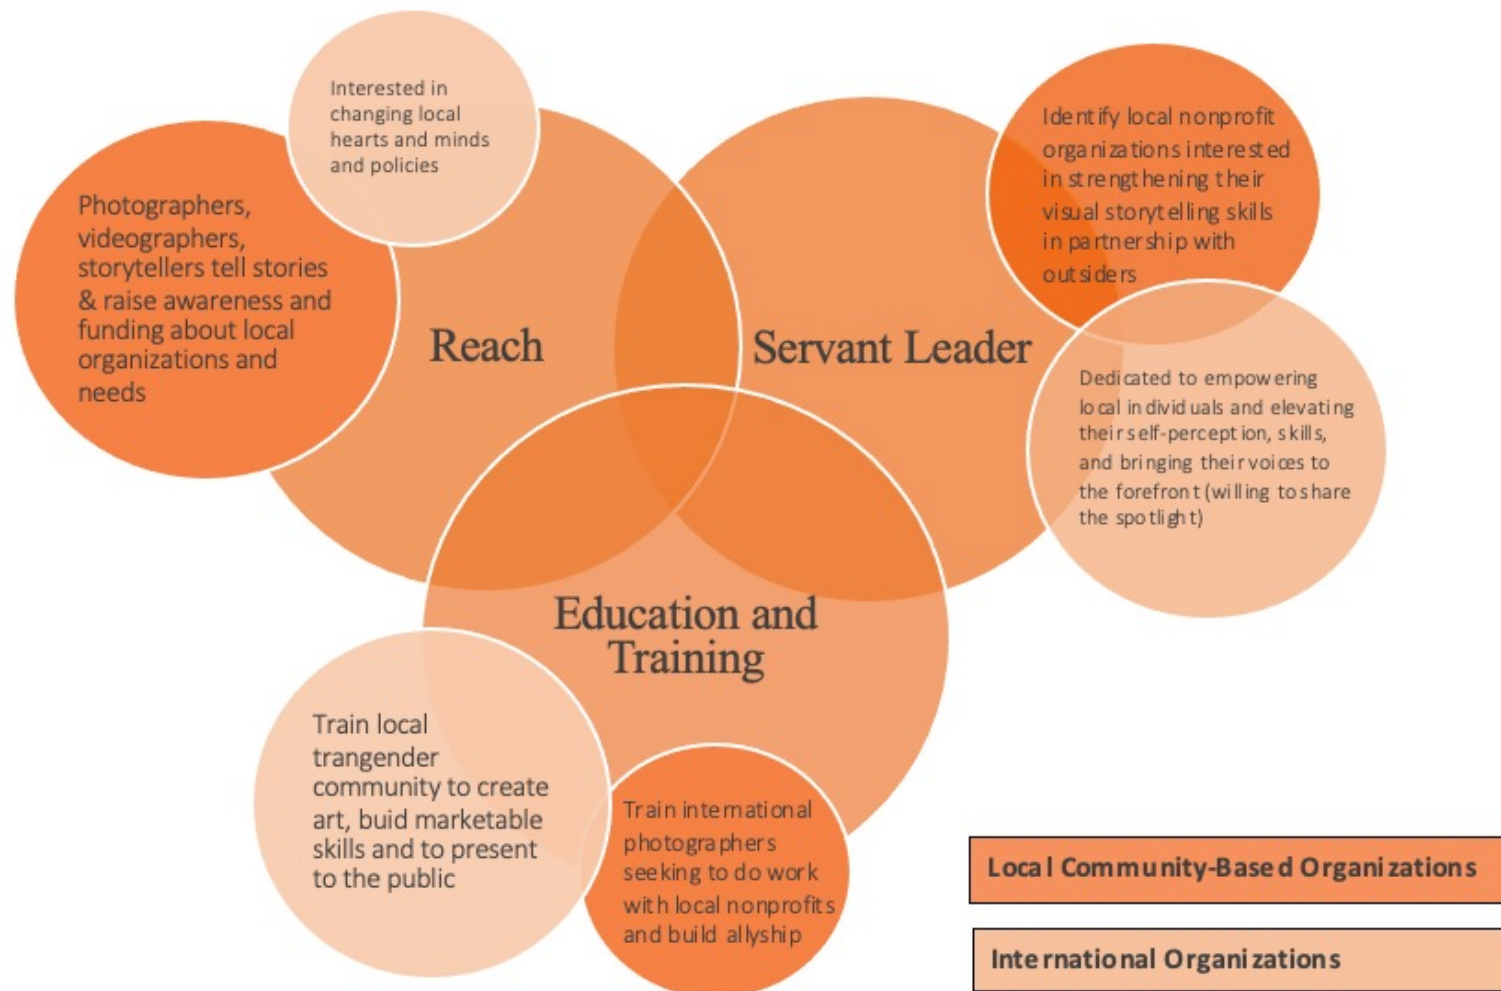 Interested in
changing local
hearts and minds
and policies
Photographers,
videographers,
storytellers tell stories
& raise awareness and
funding about local
organizations and
needs
Reach
Servant Leader
Identify local nonprofit
organizations interested
in strengthening their
visual storytelling skills
in partnership with
outsiders
Dedicated to empowering
local individuals and elevating
their self-perception, skills,
and bringing their voices to
the forefront (willing to share
the spotlight)
Education and
Training
Train local
trangender
community to create
art, buid marketable
skills and to present
to the public
Train international
photographers
seeking to do work
with local nonprofits
and build allyship
Local Community-Based Organizations
International Organizations